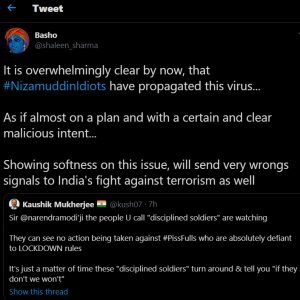 Tweet
Basho
@shaleen_sharma
It is overwhelmingly clear by now, that
#NizamuddinIdiots have propagated this virus...
As if almost on a plan and with a certain and clear
malicious intent...
Showing softness on this issue, will send very wrongs
signals to India's fight against terrorism as well
Kaushik Mukherjee @kush07 · 7h
Sir @narendramodi'ji the people U call "disciplined soldiers" are watching
They can see no action being taken against #PissFulls who are absolutely defiant
to LOCKDOWN rules
It's just a matter of time these "disciplined soldiers" turn around & tell you "if they
don't we won't"
Show this thread